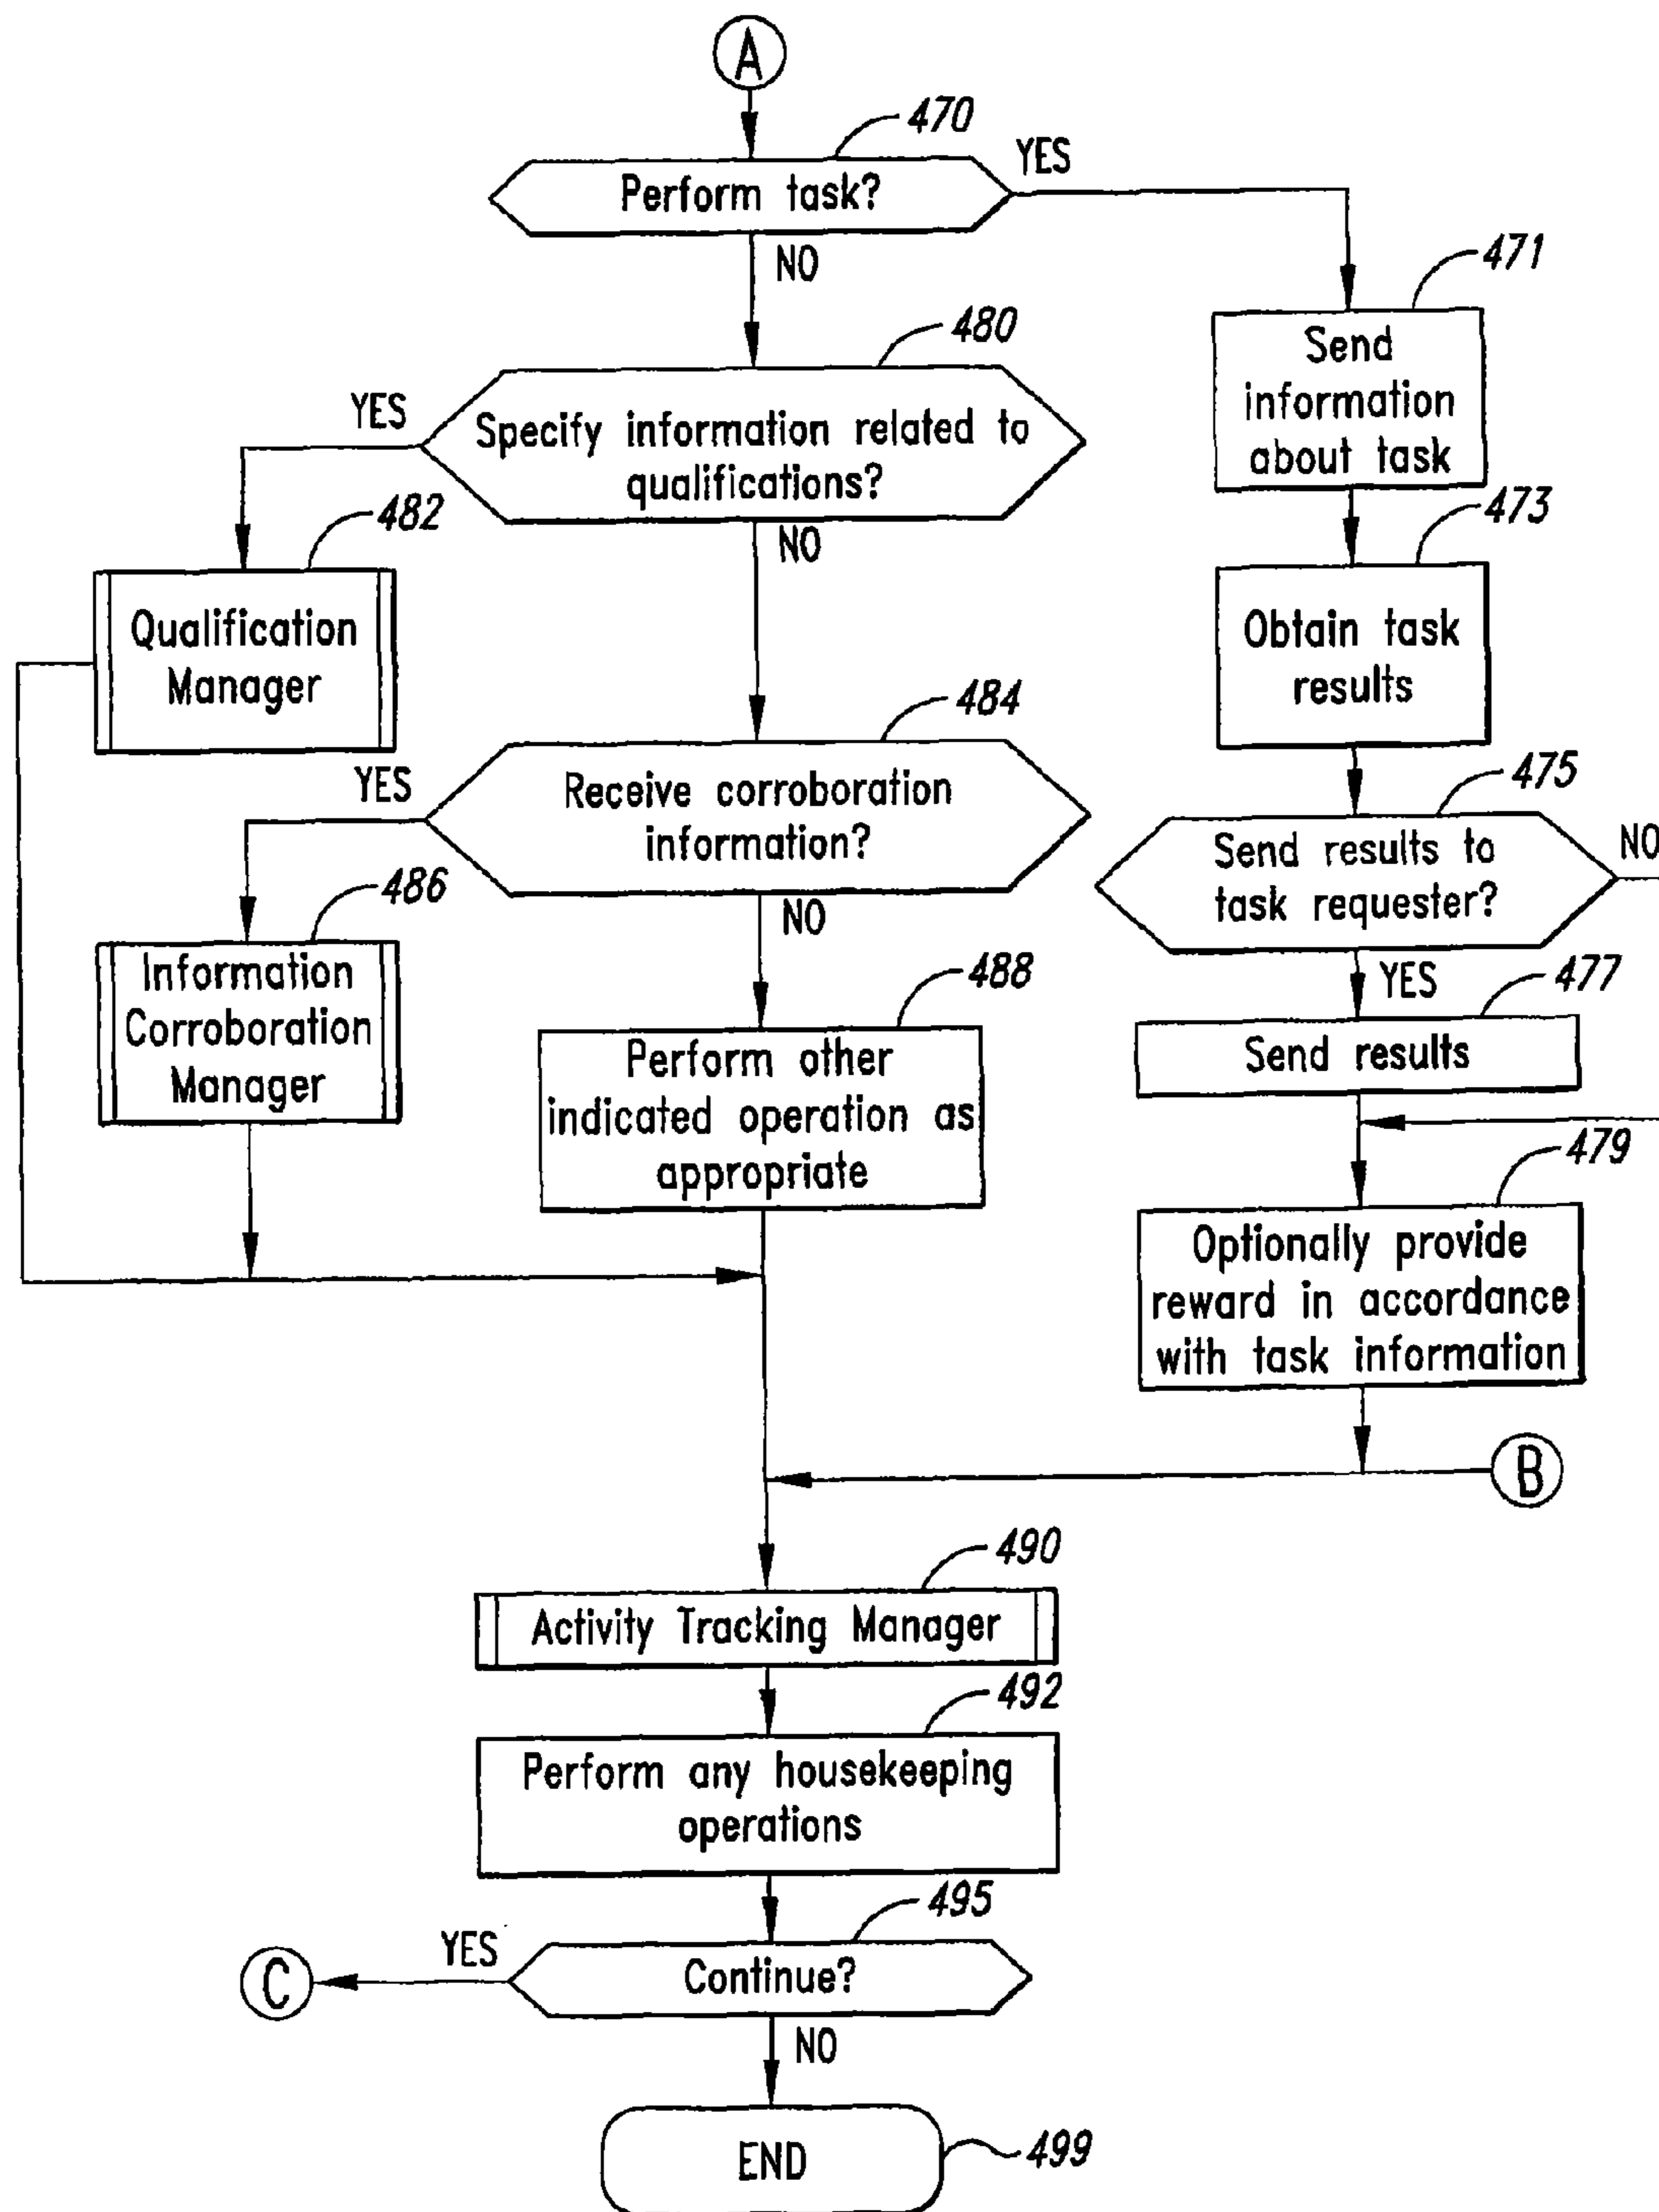 A
470
Perform task?
YES
NO
471
Send
information
about task
480
Specify information related to
qualifications?
YES
NO
482
Qualification
Manager
473
Obtain task
results
484
Receive corroboration
information?
YES
NO
475
Send results to
task requester?
NO
YES
486
Information
Corroboration
Manager
488
Perform other
indicated operation as
appropriate
477
Send results
479
Optionally provide
reward in accordance
with task information
B
490
Activity Tracking Manager
492
Perform any housekeeping
operations
495
Continue?
YES
C
NO
END
499